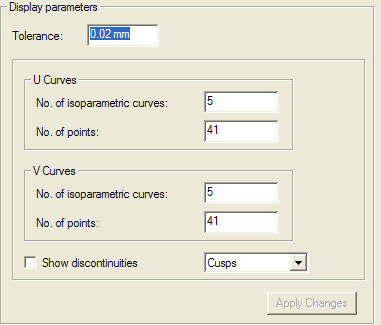 Display parameters
Tolerance: 0.02 mm
U Curves
No. of isoparametric curves: 5
No. of points: 41
V Curves
No. of isoparametric curves: 5
No. of points: 41
Show discontinuities Cusps
Apply Changes